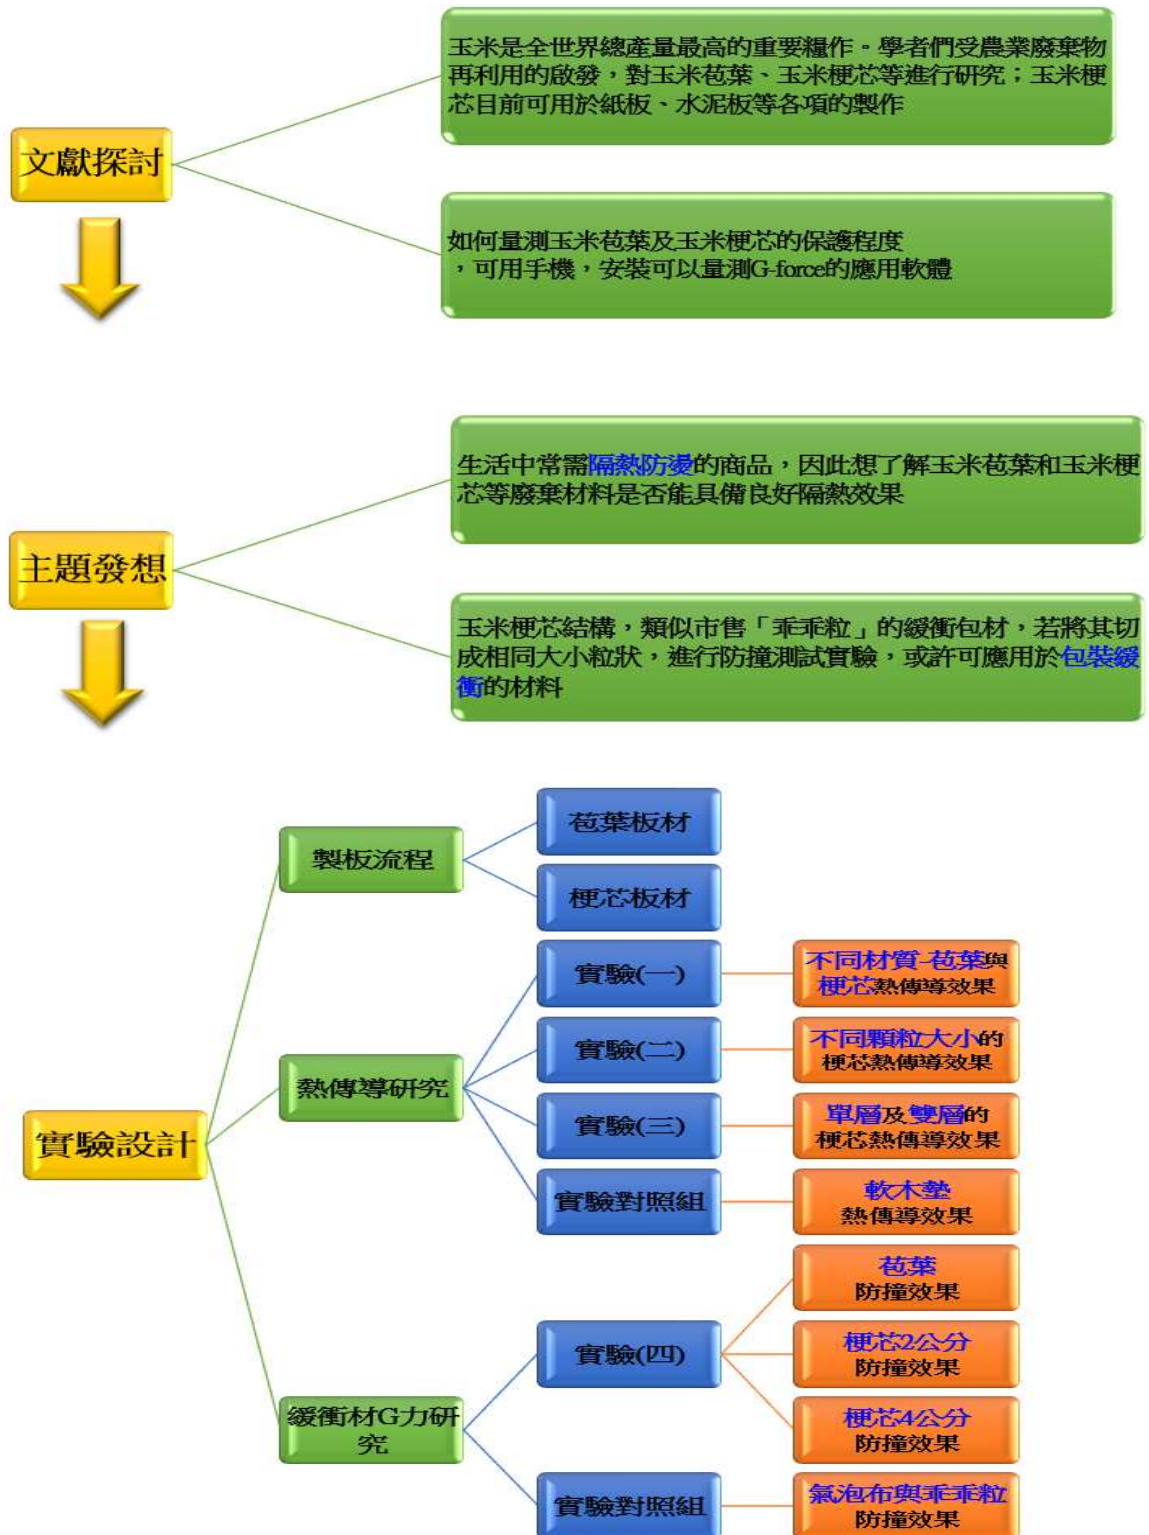 玉米是全世界總產量最高的重要糧作。學者們受農業廢棄物
再利用的啟發，對玉米苞葉、玉米梗芯等進行研究；玉米梗
芯目前可用於紙板、水泥板等各項的製作
文獻探討
如何量測玉米苞葉及玉米梗芯的保護程度
，可用手機，安裝可以量測G-force的應用軟體
生活中常需隔熱防燙的商品，因此想了解玉米苞葉和玉米梗
芯等廢棄材料是否能具備良好隔熱效果
主題發想
玉米梗芯結構，類似市售「乖乖粒」的緩衝包材，若將其切
成相同大小粒狀，進行防撞測試實驗，或許可應用於包裝緩
衝的材料
實驗設計
製板流程
苞葉板材
梗芯板材
熱傳導研究
實驗(一)
不同材質-苞葉與
梗芯熱傳導效果
實驗(二)
不同顆粒大小的
梗芯熱傳導效果
實驗(三)
單層及雙層的
梗芯熱傳導效果
實驗對照組
軟木墊
熱傳導效果
緩衝材G力研
究
實驗(四)
苞葉
防撞效果
梗芯2公分
防撞效果
梗芯4公分
防撞效果
實驗對照組
氣泡布與乖乖粒
防撞效果